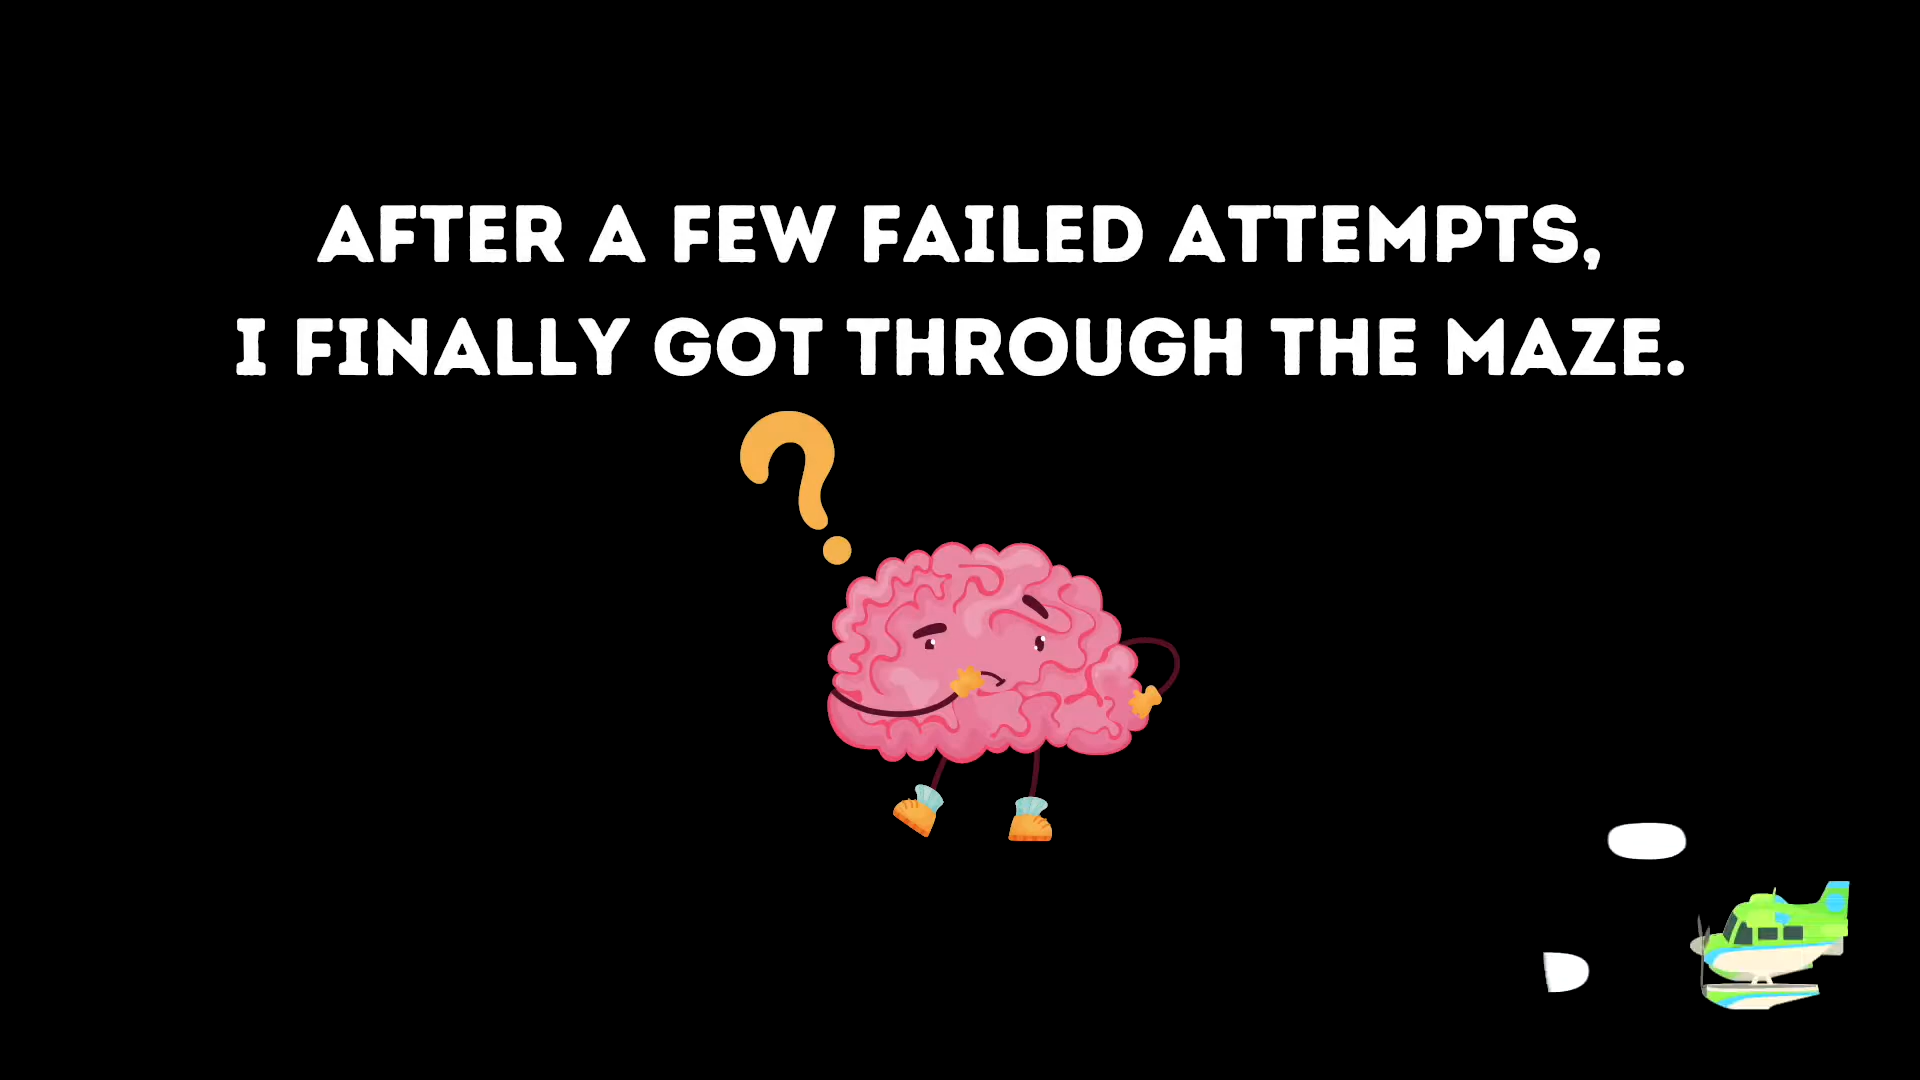 AFTER A FEW FAILED ATTEMPTS,
I FINALLY GOT THROUGH THE MAZE.
?